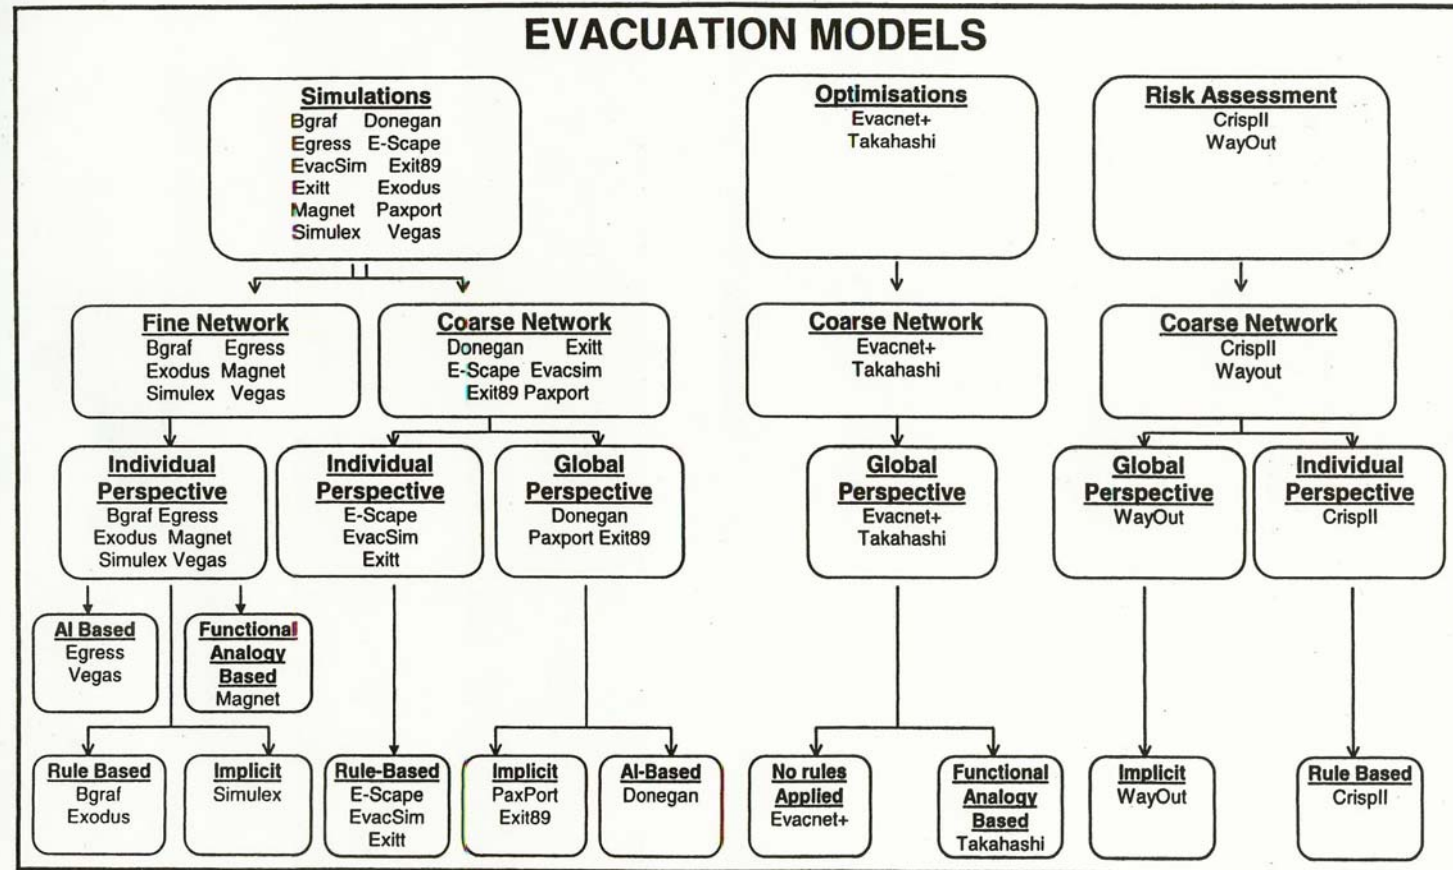 EVACUATION MODELS
Simulations
Bgraf Donegan
Egress E-Scape
EvacSim Exit89
Exitt Exodus
Magnet Paxport
Simulex Vegas
Optimisations
Evacnet+
Takahashi
Risk Assessment
CrispII
WayOut
Fine Network
Bgraf Egress
Exodus Magnet
Simulex Vegas
Coarse Network
Donegan Exitt
E-Scape Evacsim
Exit89 Paxport
Coarse Network
Evacnet+
Takahashi
Coarse Network
CrispII
Wayout
Individual
Perspective
Bgraf Egress
Exodus Magnet
Simulex Vegas
Individual
Perspective
E-Scape
EvacSim
Exitt
Global
Perspective
Donegan
Paxport Exit89
Global
Perspective
Evacnet+
Takahashi
Global
Perspective
WayOut
Individual
Perspective
CrispII
AI Based
Egress
Vegas
Functional
Analogy
Based
Magnet
Rule Based
Bgraf
Exodus
Implicit
Simulex
Rule-Based
E-Scape
EvacSim
Exitt
Implicit
PaxPort
Exit89
AI-Based
Donegan
No rules
Applied
Evacnet+
Functional
Analogy
Based
Takahashi
Implicit
WayOut
Rule Based
CrispII